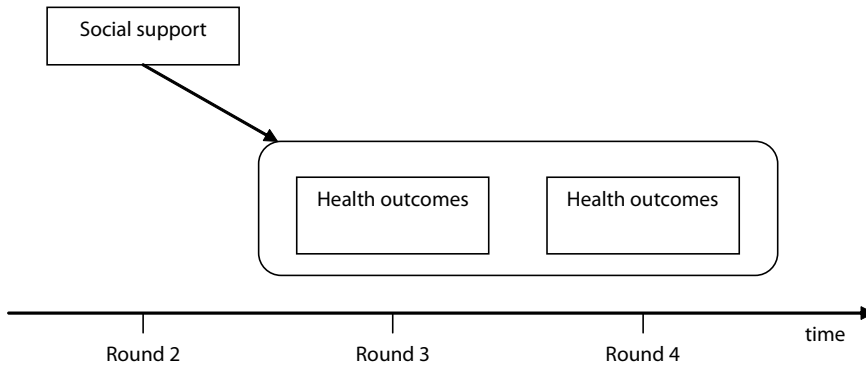 Social support
Health outcomes
Health outcomes
time
Round 2
Round 3
Round 4